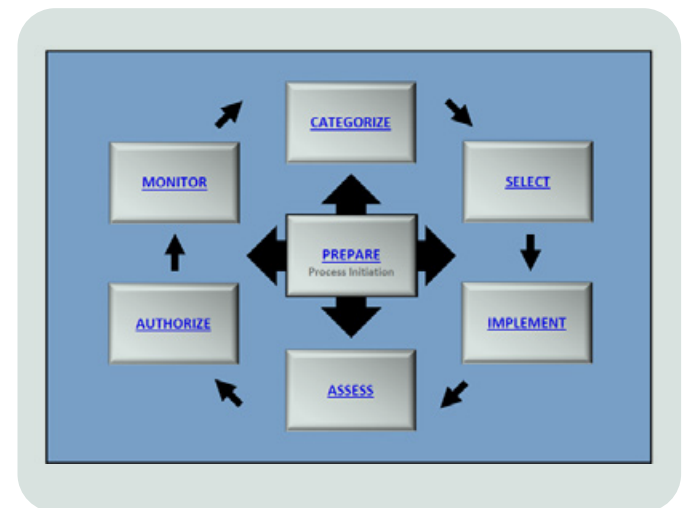 CATEGORIZE
MONITOR
SELECT
PREPARE
Process Initiation
AUTHORIZE
IMPLEMENT
ASSESS